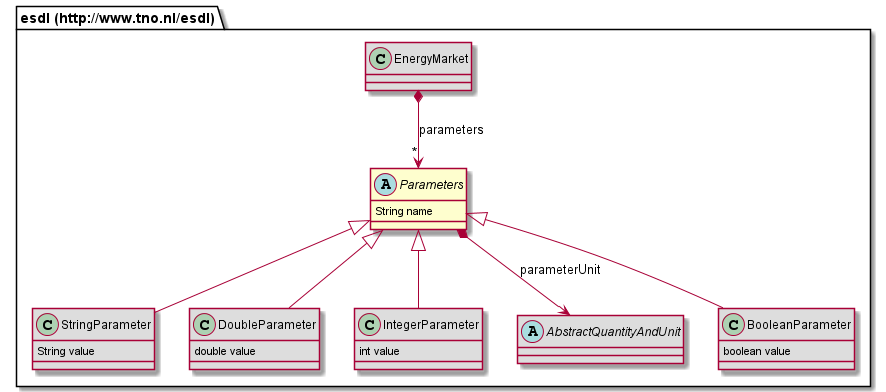 esdl (http://www.tno.nl/esdl)
C EnergyMarket
parameters
*
A Parameters
String name
parameterUnit
C StringParameter
String value
C DoubleParameter
double value
C IntegerParameter
int value
A AbstractQuantityAndUnit
C BooleanParameter
boolean value